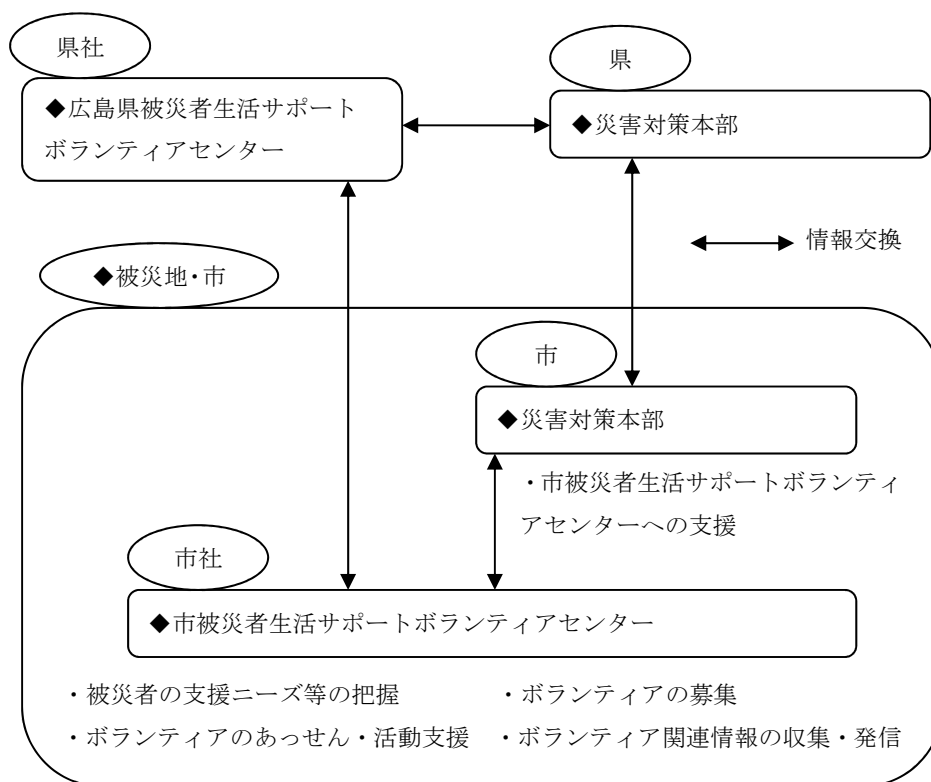 県社
県
◆広島県被災者生活サポート
ボランティアセンター
◆災害対策本部
情報交換
◆被災地・市
市
◆災害対策本部
・市被災者生活サポートボランティ
アセンターへの支援
市社
◆市被災者生活サポートボランティアセンター
・被災者の支援ニーズ等の把握
・ボランティアの募集
・ボランティアのあっせん・活動支援
・ボランティア関連情報の収集・発信